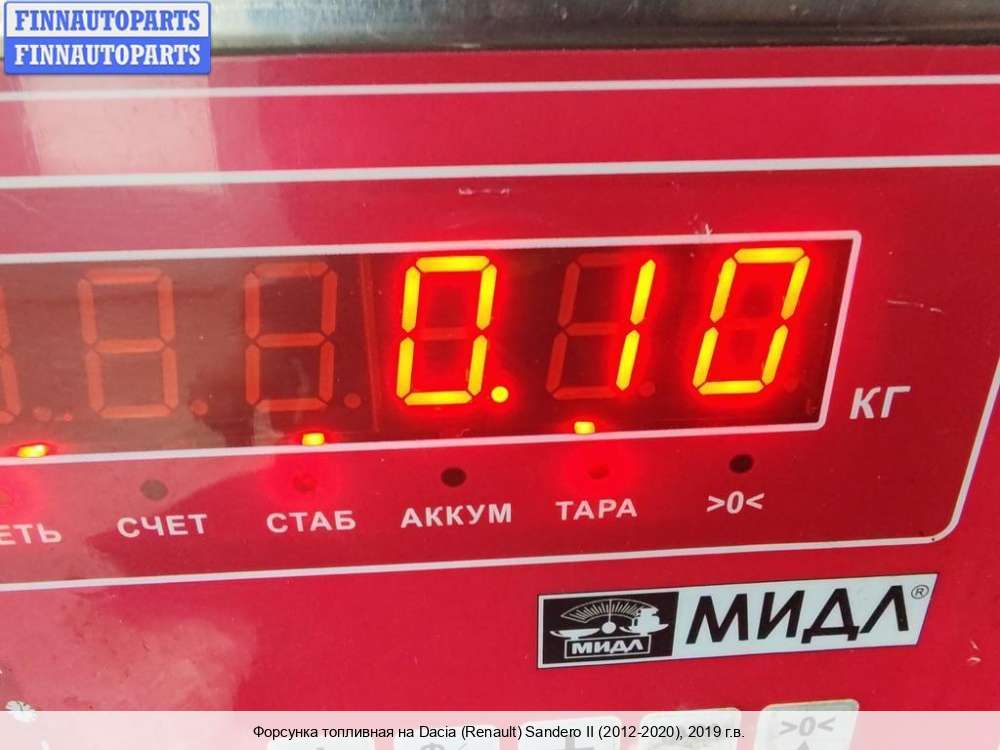 FINNAUTOPARTS
FINNAUTOPARTS
0.10
КГ
СЧЕТ СТАБ АККУМ ТАРА >0<
МИДЛ МИДЛ®
>0<
Форсунка топливная на Dacia (Renault) Sandero II (2012-2020), 2019 г.в.